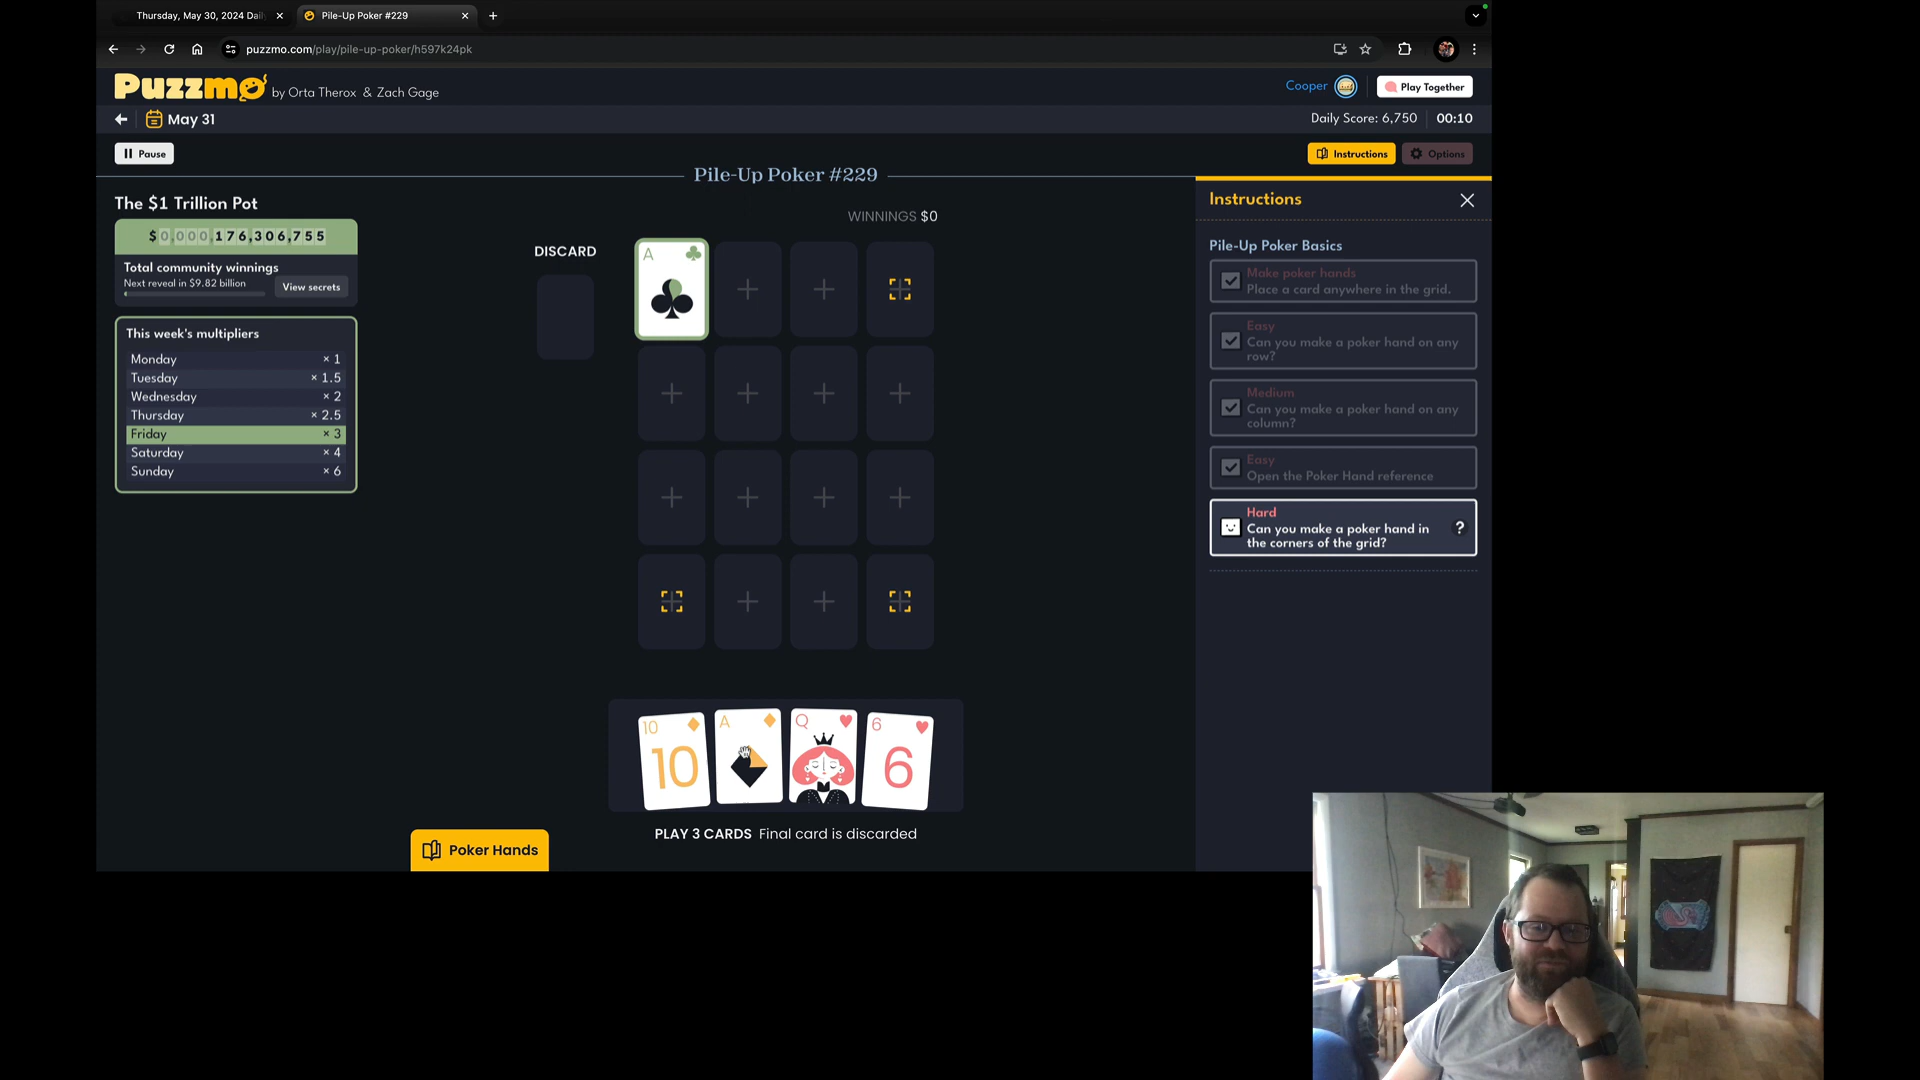 Thursday, May 30, 2024 Dail
Pile-Up Poker #229
puzzmo.com/play/pile-up-poker/h597k24pk
Puzzmo by Orta Therox & Zach Gage
Cooper
Play Together
May 31
Daily Score: 6,750
00:10
Pause
Instructions
Options
Pile-Up Poker #229
The $1 Trillion Pot
$0,000,176,306,755
Total community winnings
Next reveal in $9.82 billion
View secrets
This week's multipliers
Monday × 1
Tuesday × 1.5
Wednesday × 2
Thursday × 2.5
Friday × 3
Saturday × 4
Sunday × 6
WINNINGS $0
DISCARD
A
10
10
A
Q
6
6
PLAY 3 CARDS Final card is discarded
Poker Hands
Instructions
Pile-Up Poker Basics
Make poker hands
Place a card anywhere in the grid.
Easy
Can you make a poker hand on any
row?
Medium
Can you make a poker hand on any
column?
Easy
Open the Poker Hand reference
Hard
Can you make a poker hand in
the corners of the grid?
?